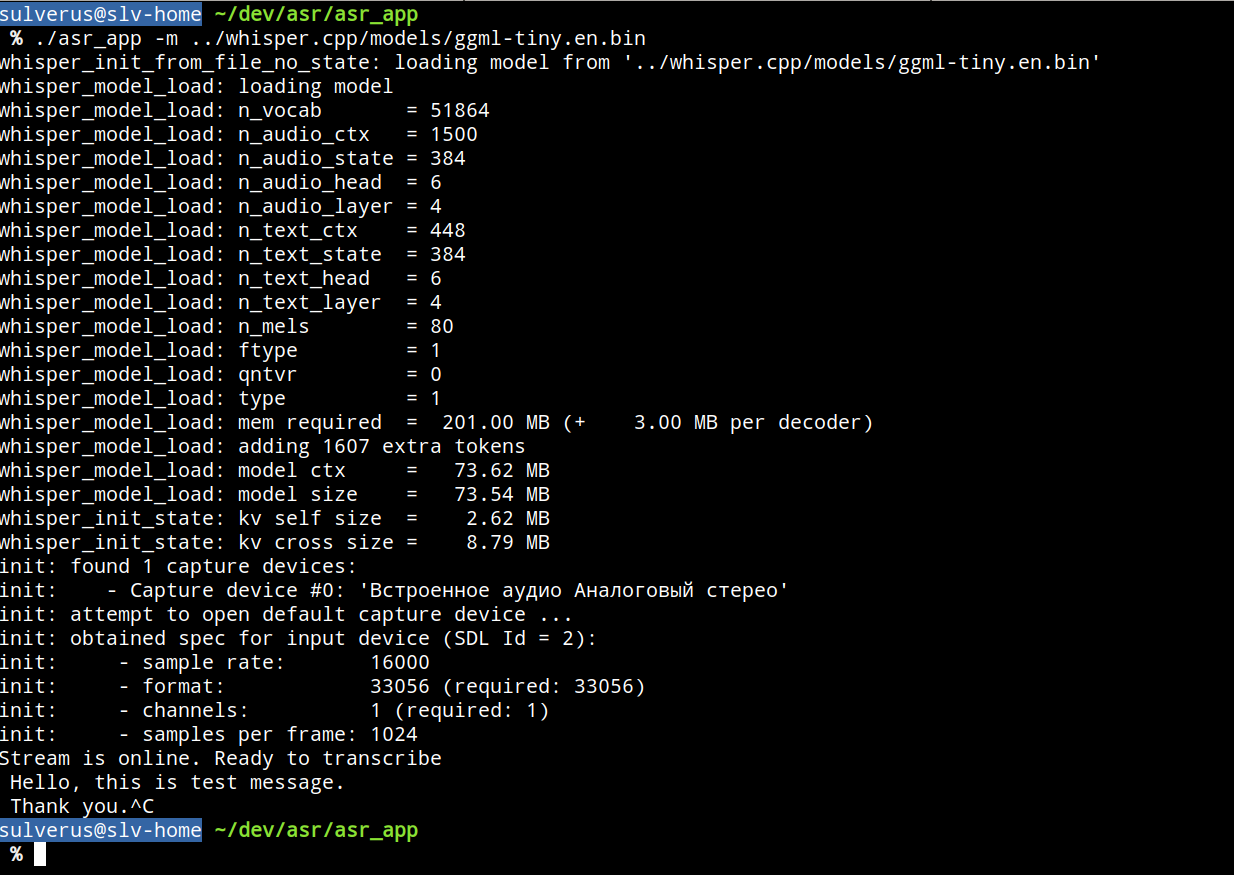 sulverus@slv-home ~/dev/asr/asr_app
% ./asr_app -m ../whisper.cpp/models/ggml-tiny.en.bin
whisper_init_from_file_no_state: loading model from '../whisper.cpp/models/ggml-tiny.en.bin'
whisper_model_load: loading model
whisper_model_load: n_vocab       = 51864
whisper_model_load: n_audio_ctx   = 1500
whisper_model_load: n_audio_state = 384
whisper_model_load: n_audio_head  = 6
whisper_model_load: n_audio_layer = 4
whisper_model_load: n_text_ctx    = 448
whisper_model_load: n_text_state  = 384
whisper_model_load: n_text_head   = 6
whisper_model_load: n_text_layer  = 4
whisper_model_load: n_mels        = 80
whisper_model_load: ftype         = 1
whisper_model_load: qntvr         = 0
whisper_model_load: type          = 1
whisper_model_load: mem required  =  201.00 MB (+    3.00 MB per decoder)
whisper_model_load: adding 1607 extra tokens
whisper_model_load: model ctx     =   73.62 MB
whisper_model_load: model size    =   73.54 MB
whisper_init_state: kv self size  =    2.62 MB
whisper_init_state: kv cross size =    8.79 MB
init: found 1 capture devices:
init:    - Capture device #0: 'Встроенное аудио Аналоговый стерео'
init: attempt to open default capture device ...
init: obtained spec for input device (SDL Id = 2):
init:     - sample rate:       16000
init:     - format:            33056 (required: 33056)
init:     - channels:          1 (required: 1)
init:     - samples per frame: 1024
Stream is online. Ready to transcribe
Hello, this is test message.
Thank you.^C
sulverus@slv-home ~/dev/asr/asr_app
%